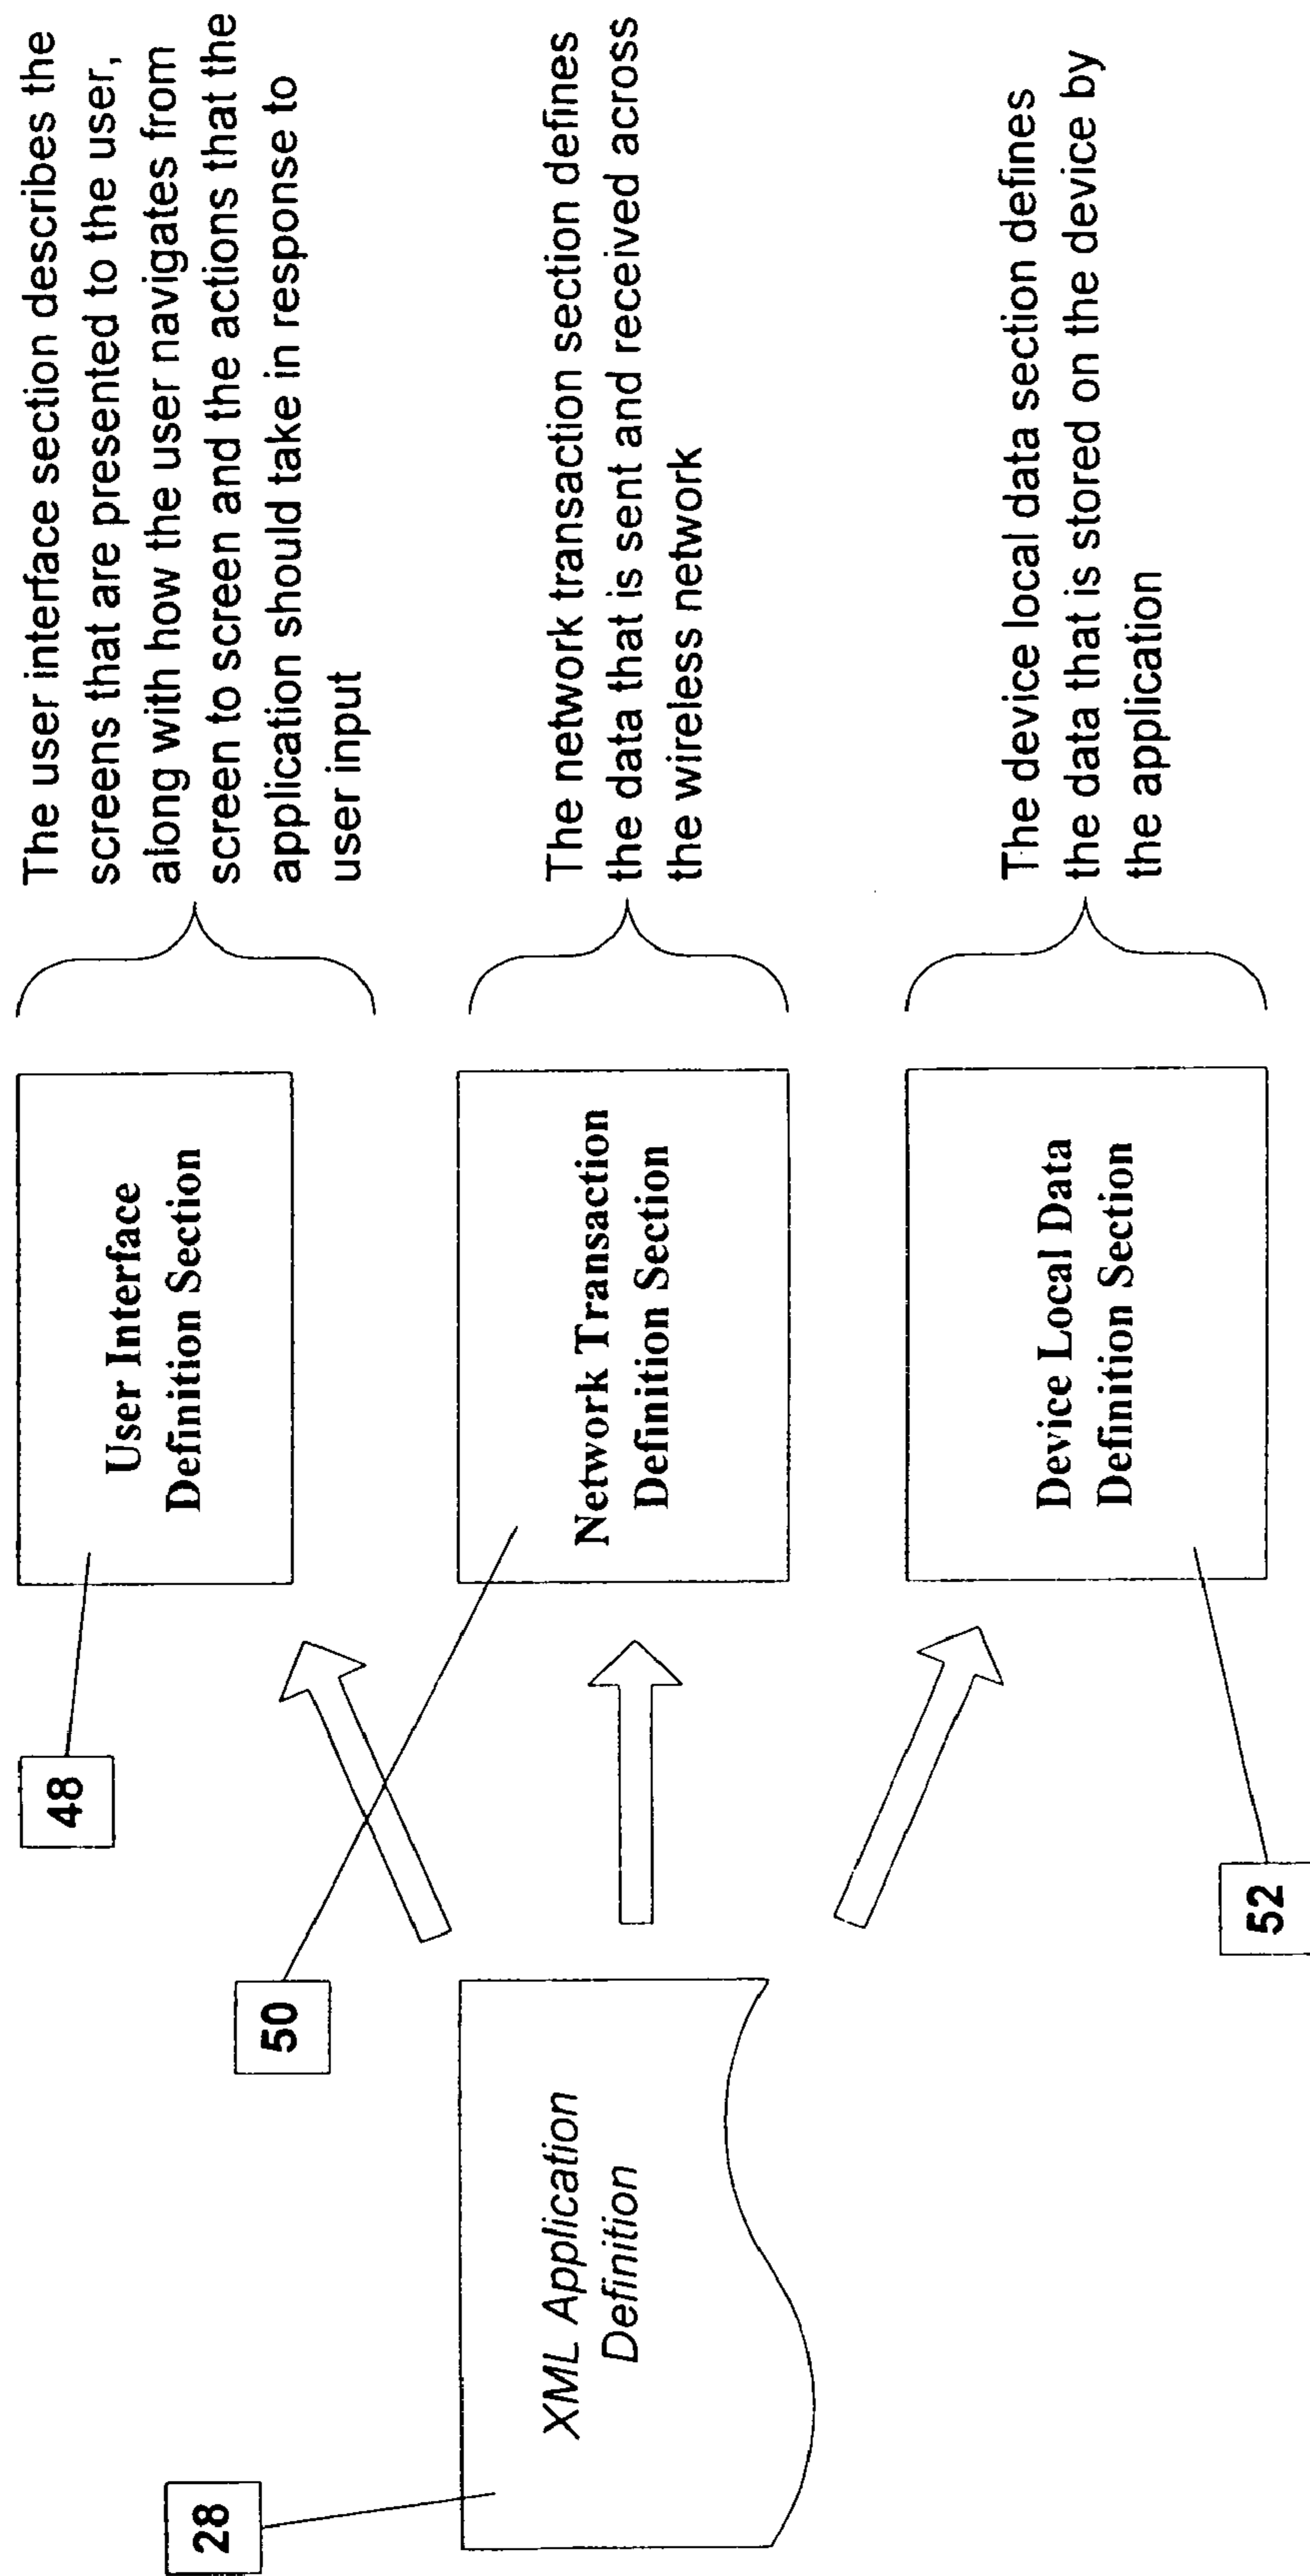 28
XML Application
Definition
48
User Interface
Definition Section
The user interface section describes the
screens that are presented to the user,
along with how the user navigates from
screen to screen and the actions that the
application should take in response to
user input
50
Network Transaction
Definition Section
The network transaction section defines
the data that is sent and received across
the wireless network
52
Device Local Data
Definition Section
The device local data section defines
the data that is stored on the device by
the application